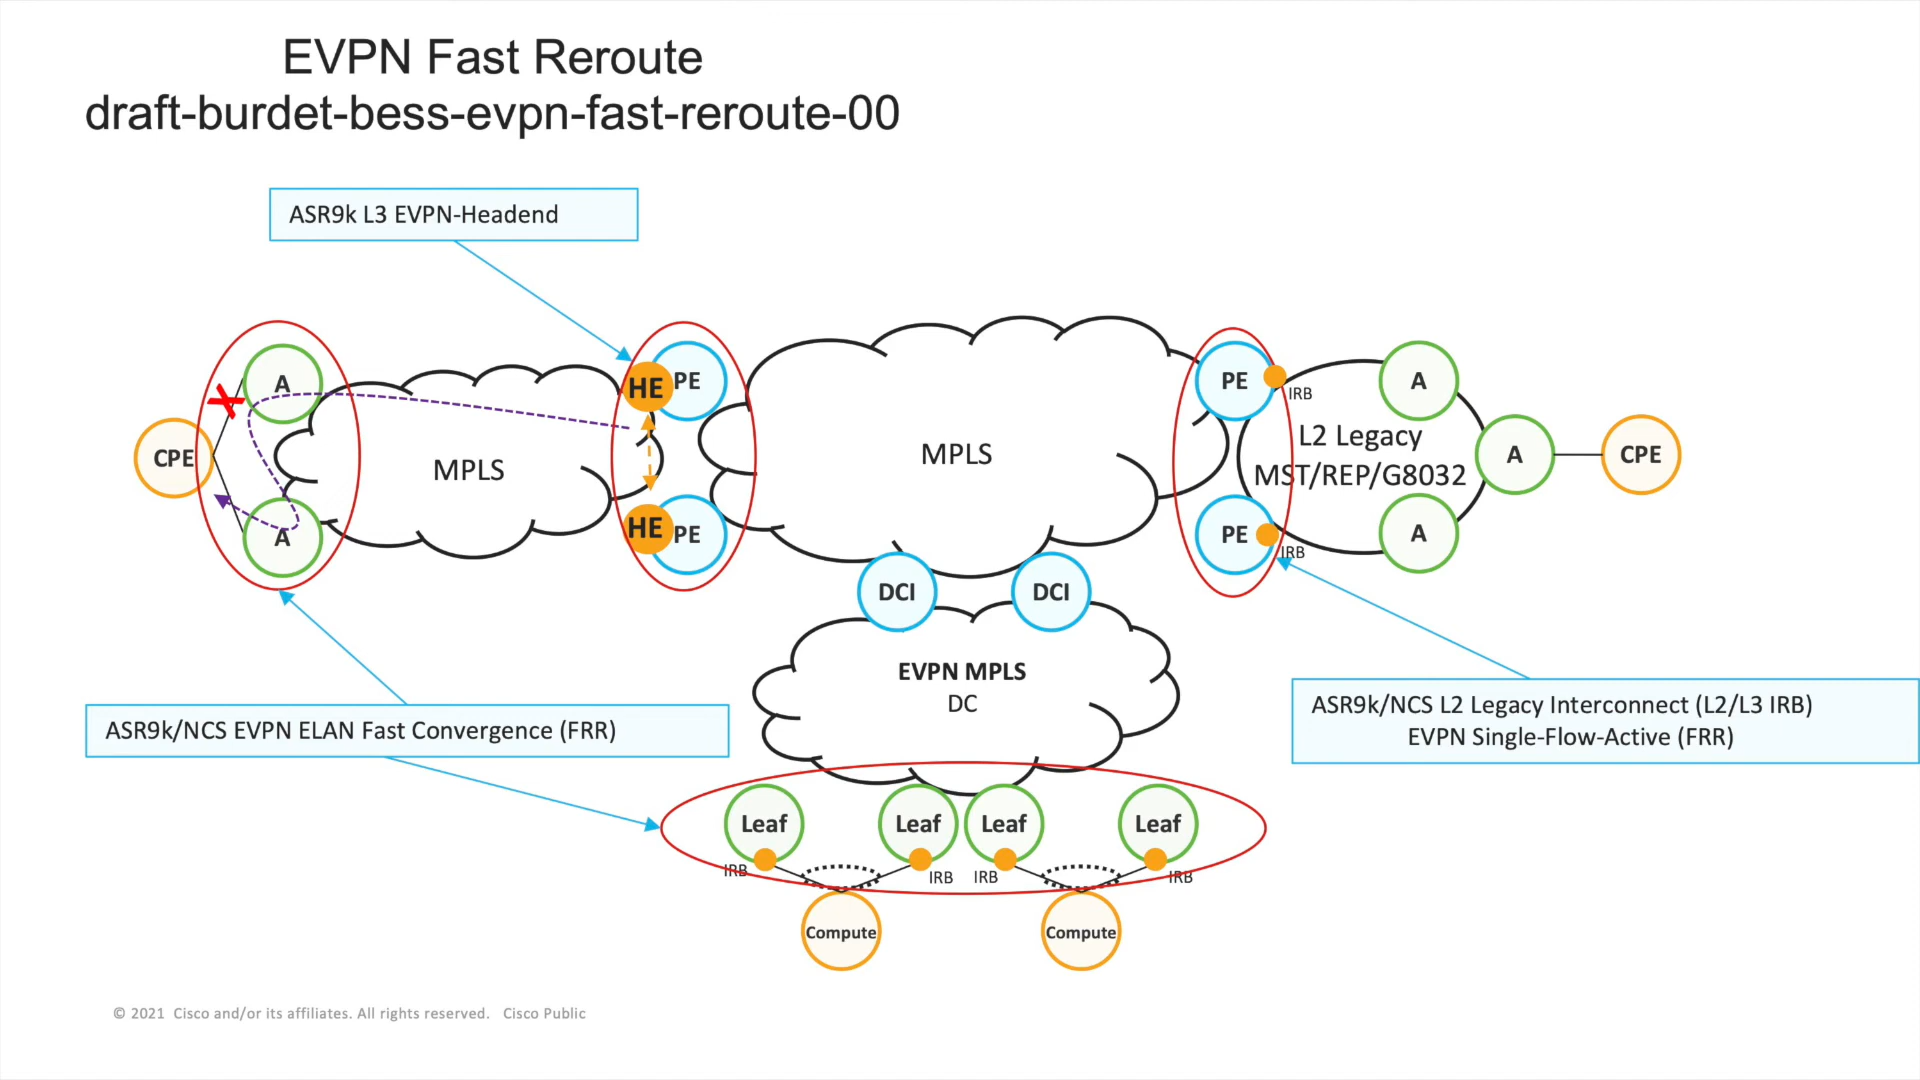 EVPN Fast Reroute
draft-burdet-bess-evpn-fast-reroute-00
ASR9k L3 EVPN-Headend
A
HE
PE
PE
IRB
A
CPE
MPLS
MPLS
L2 Legacy
MST/REP/G8032
A
CPE
A
HE
PE
PE
IRB
A
DCI
DCI
EVPN MPLS
DC
ASR9k/NCS EVPN ELAN Fast Convergence (FRR)
ASR9k/NCS L2 Legacy Interconnect (L2/L3 IRB)
EVPN Single-Flow-Active (FRR)
Leaf
Leaf
Leaf
Leaf
IRB
IRB
IRB
IRB
Compute
Compute
© 2021 Cisco and/or its affiliates. All rights reserved. Cisco Public